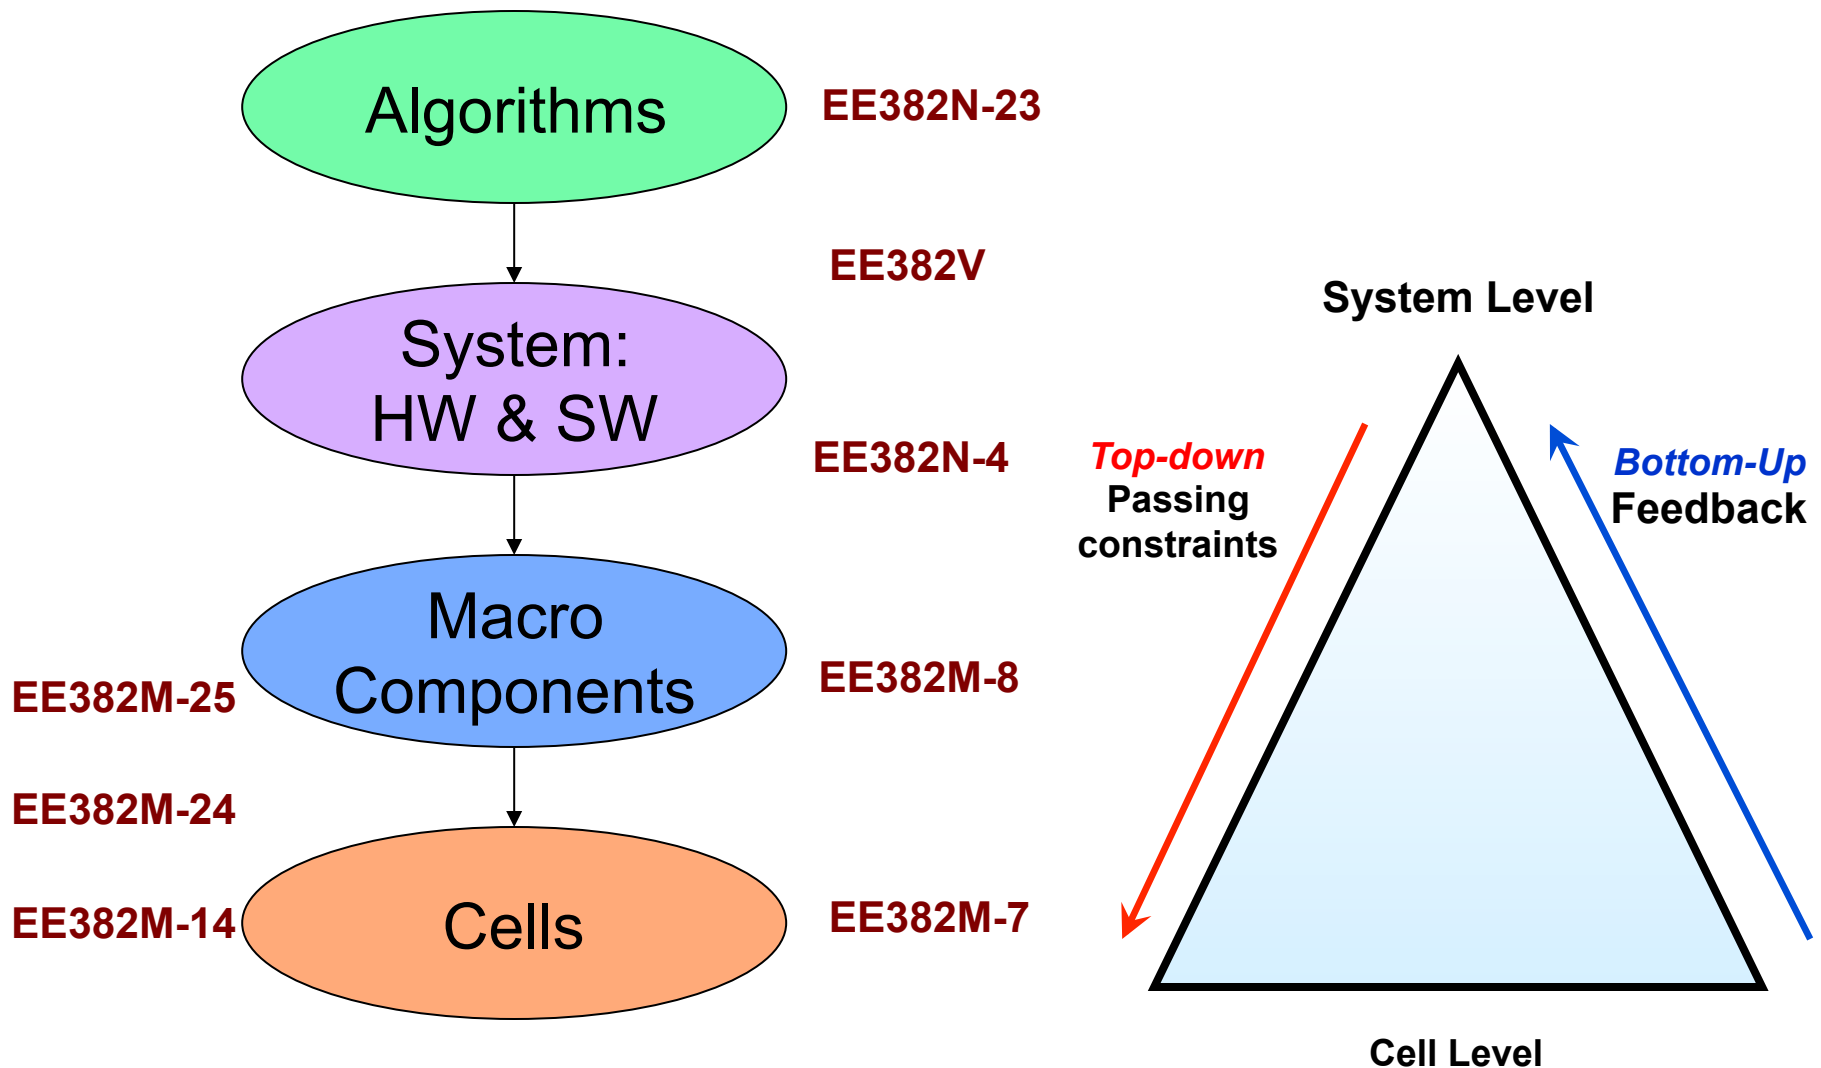 Algorithms
EE382N-23
EE382V
System:
HW & SW
EE382N-4
Macro
Components
EE382M-25
EE382M-8
EE382M-24
Cells
EE382M-14
EE382M-7
System Level
Top-down
Passing
constraints
Bottom-Up
Feedback
Cell Level